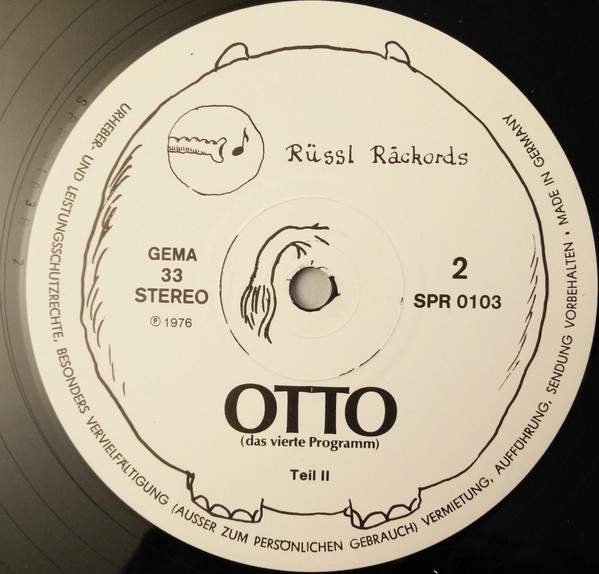 Rüssl Räckords
GEMA
33
STEREO
℗ 1976
2
SPR 0103
OTTO
(das vierte Programm)
Teil II
URHEBER- UND LEISTUNGSSCHUTZRECHTE, BESONDERS VERVIELFÄLTIGUNG (AUSSER ZUM PERSÖNLICHEN GEBRAUCH) VERMIETUNG, AUFFÜHRUNG, SENDUNG VORBEHALTEN • MADE IN GERMANY